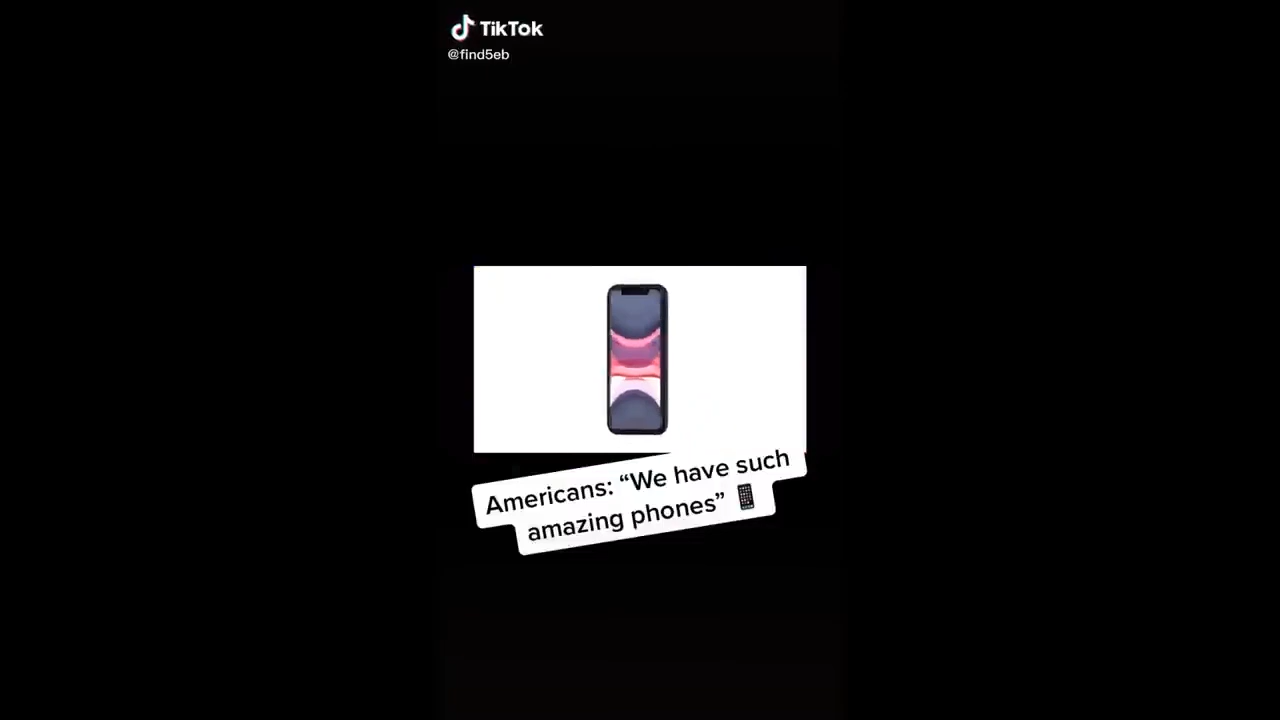 TikTok
@find5eb
Americans: “We have such
amazing phones” 📱